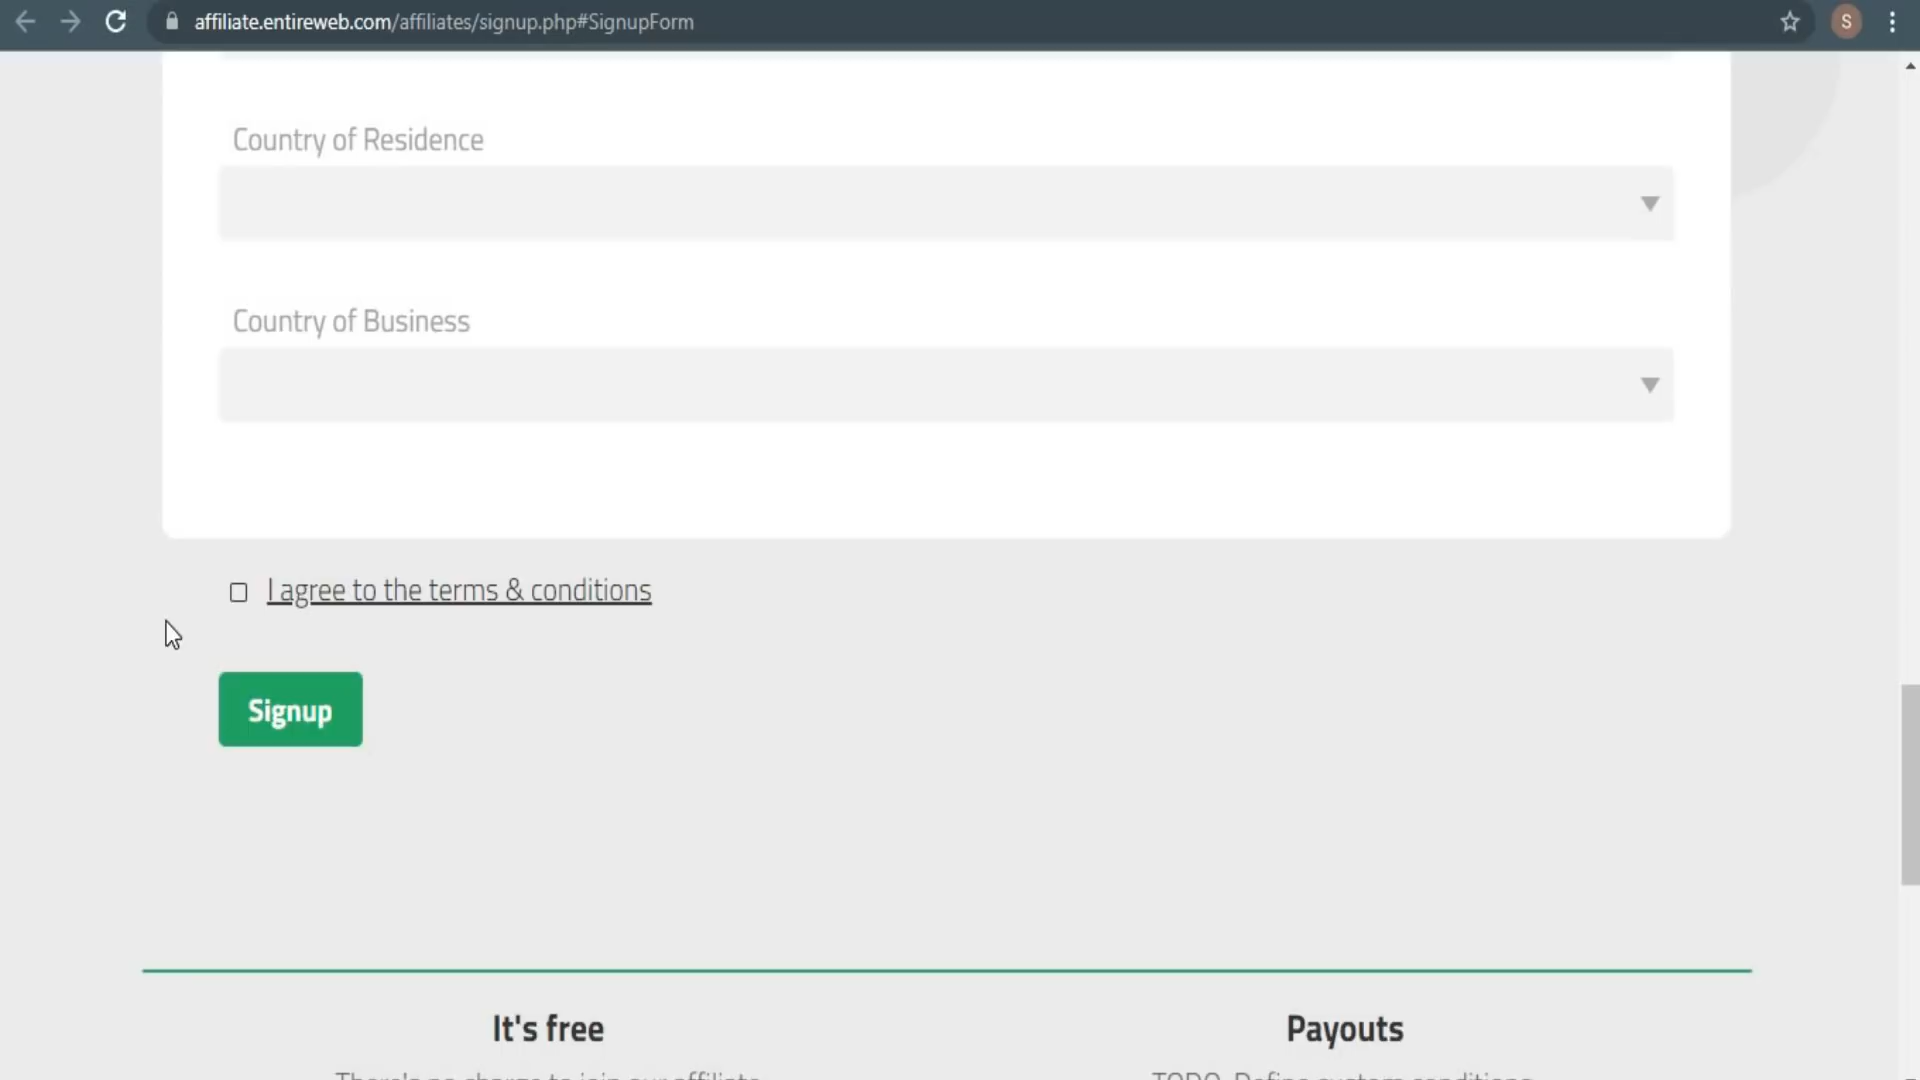 affiliate.entireweb.com/affiliates/signup.php#SignupForm
S
Country of Residence
Country of Business
I agree to the terms & conditions
Signup
It's free
Payouts
There's no charge to join our affiliate
TODO: Define custom conditions